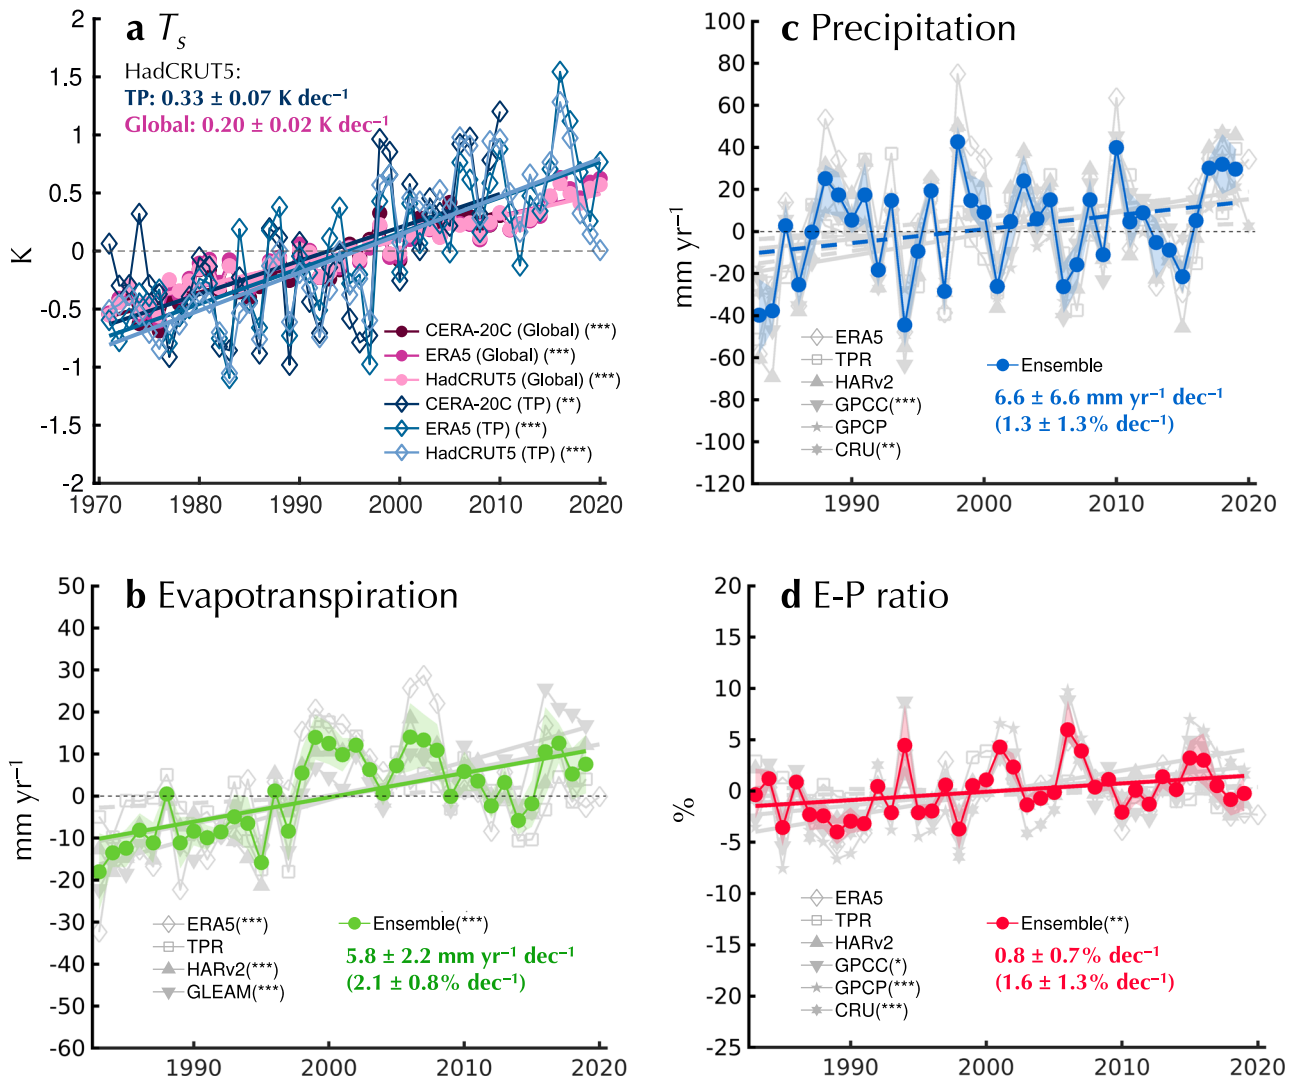 a Ts
HadCRUT5:
TP: 0.33 ± 0.07 K dec⁻¹
Global: 0.20 ± 0.02 K dec⁻¹
2
1.5
1
0.5
0
-0.5
-1
-1.5
-2
K
CERA-20C (Global) (***)
ERA5 (Global) (***)
HadCRUT5 (Global) (***)
CERA-20C (TP) (**)
ERA5 (TP) (***)
HadCRUT5 (TP) (***)
1970
1980
1990
2000
2010
2020
c Precipitation
100
80
60
40
20
0
-20
-40
-60
-80
-100
-120
mm yr⁻¹
ERA5
TPR
HARv2
GPCC(***)
GPCP
CRU(**)
Ensemble
6.6 ± 6.6 mm yr⁻¹ dec⁻¹
(1.3 ± 1.3% dec⁻¹)
1990
2000
2010
2020
b Evapotranspiration
50
40
30
20
10
0
-10
-20
-30
-40
-50
-60
mm yr⁻¹
ERA5(***)
TPR
HARv2(***)
GLEAM(***)
Ensemble(***)
5.8 ± 2.2 mm yr⁻¹ dec⁻¹
(2.1 ± 0.8% dec⁻¹)
1990
2000
2010
2020
d E-P ratio
20
15
10
5
0
-5
-10
-15
-20
-25
%
ERA5
TPR
HARv2
GPCC(*)
GPCP(***)
CRU(***)
Ensemble(**)
0.8 ± 0.7% dec⁻¹
(1.6 ± 1.3% dec⁻¹)
1990
2000
2010
2020